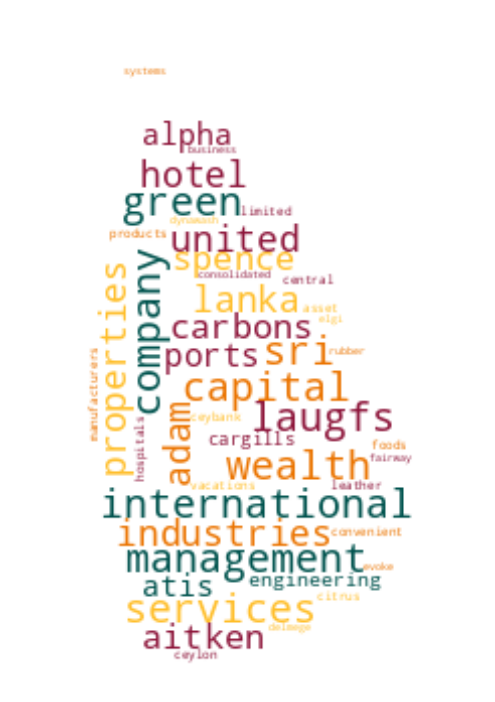 systems
alpha
business
hotel
green
limited
dynawash
products
united
spence
consolidated
central
properties
company
lanka
asset
elgi
carbons
ports
sri
rubber
manufacturers
capital
adam
ceybank
laugfs
hospitals
cargills
foods
fairway
wealth
vacations
leather
international
industries
convenient
management
evoke
atis
engineering
services
citrus
delmege
aitken
ceylon